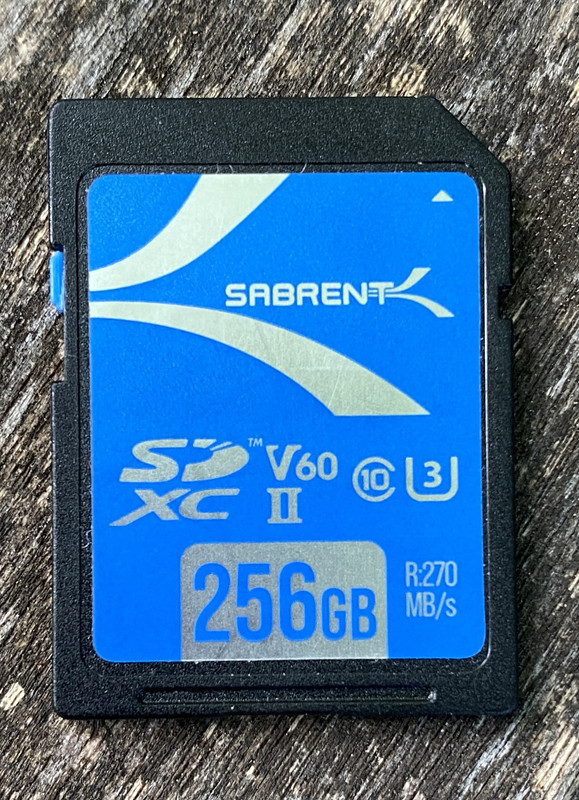 SABRENT
SD™ V60 10 U3
XC II
256GB
R:270
MB/s